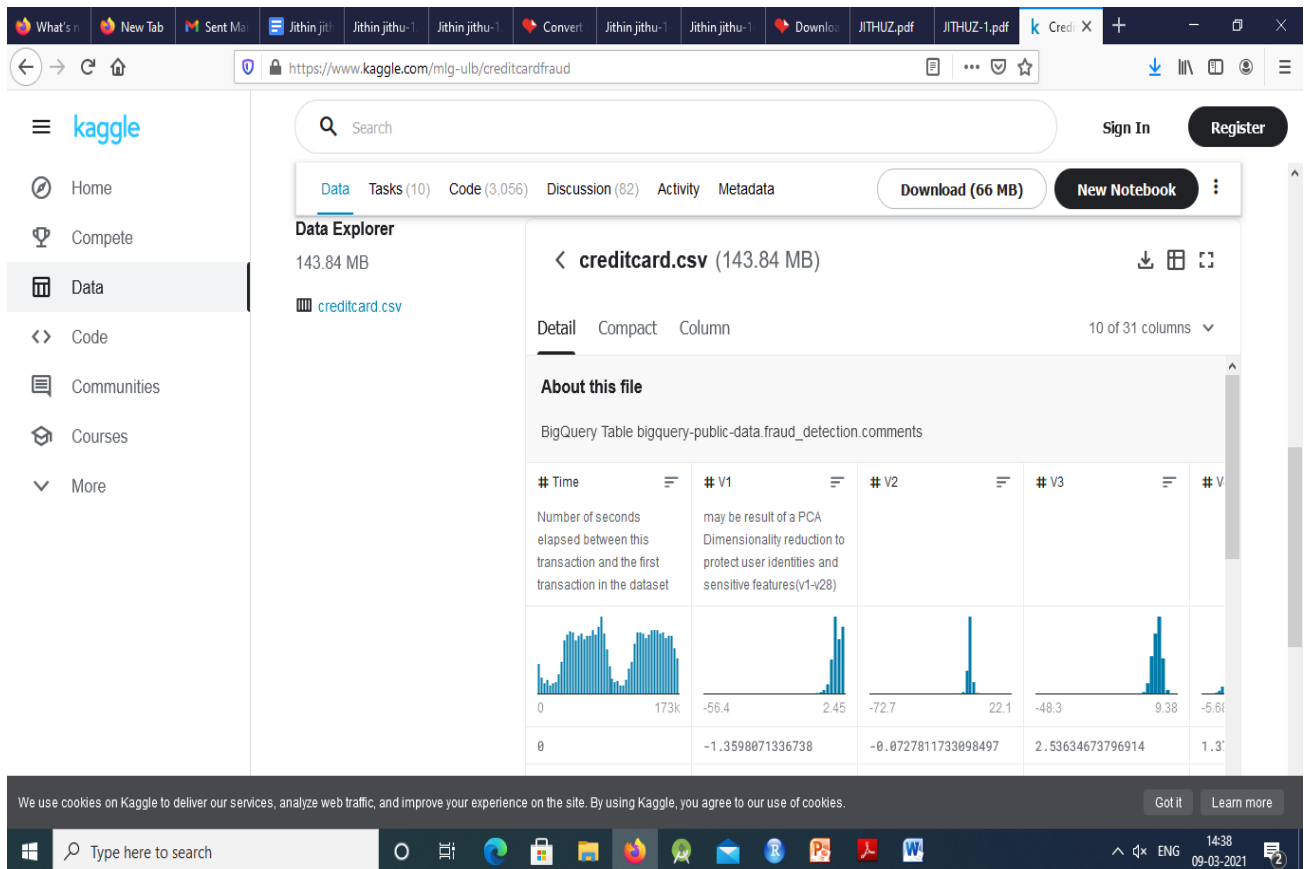 What's n New Tab Sent Mai Jithin jith Jithin jithu-1 Jithin jithu-1 Convert Jithin jithu-1 Jithin jithu-1 Downloa JITHUZ.pdf JITHUZ-1.pdf Credi
https://www.kaggle.com/mlg-ulb/creditcardfraud
kaggle
Search
Sign In
Register
Home
Compete
Data
Code
Communities
Courses
More
Data Tasks (10) Code (3,056) Discussion (82) Activity Metadata
Download (66 MB)
New Notebook
Data Explorer
143.84 MB
creditcard.csv
creditcard.csv (143.84 MB)
Detail Compact Column
10 of 31 columns
About this file
BigQuery Table bigquery-public-data.fraud_detection.comments
# Time
Number of seconds
elapsed between this
transaction and the first
transaction in the dataset
# V1
may be result of a PCA
Dimensionality reduction to
protect user identities and
sensitive features(v1-v28)
# V2
# V3
# V
0 173k
-56.4 2.45
-72.7 22.1
-48.3 9.38
-5.68
0 -1.3598071336738 -0.0727811733098497 2.53634673796914 1.37
We use cookies on Kaggle to deliver our services, analyze web traffic, and improve your experience on the site. By using Kaggle, you agree to our use of cookies.
Got it
Learn more
Type here to search
ENG
14:38
09-03-2021
2